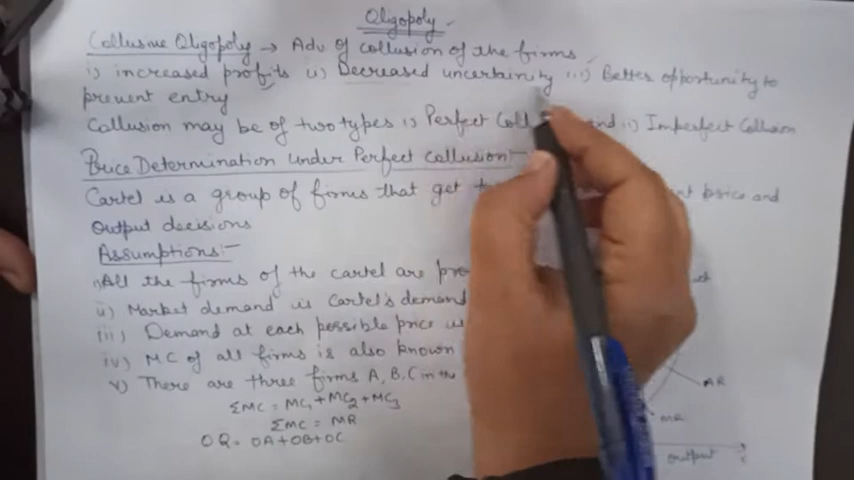 Oligopoly -
Collusive Oligopoly → Adv of collusion of the firms
i) increased profits ii) Decreased uncertainity iii) Better opportunity to
prevent entry
Collusion may be of two types i) Perfect Coll and ii) Imperfect Collusion
Price Determination Under Perfect Collusion:-
Cartel is a group of firms that get price and
Output decisions
Assumptions:-
i) All the firms of the cartel are
ii) Market demand is Cartel's demand
iii) Demand at each possible price is
iv) MC of all firms is also known
v) There are three firms A, B, C in the
AR
ΣMC = MC1 + MC2 + MC3
MR
ΣMC = MR
OQ = OA+OB+OC
output X